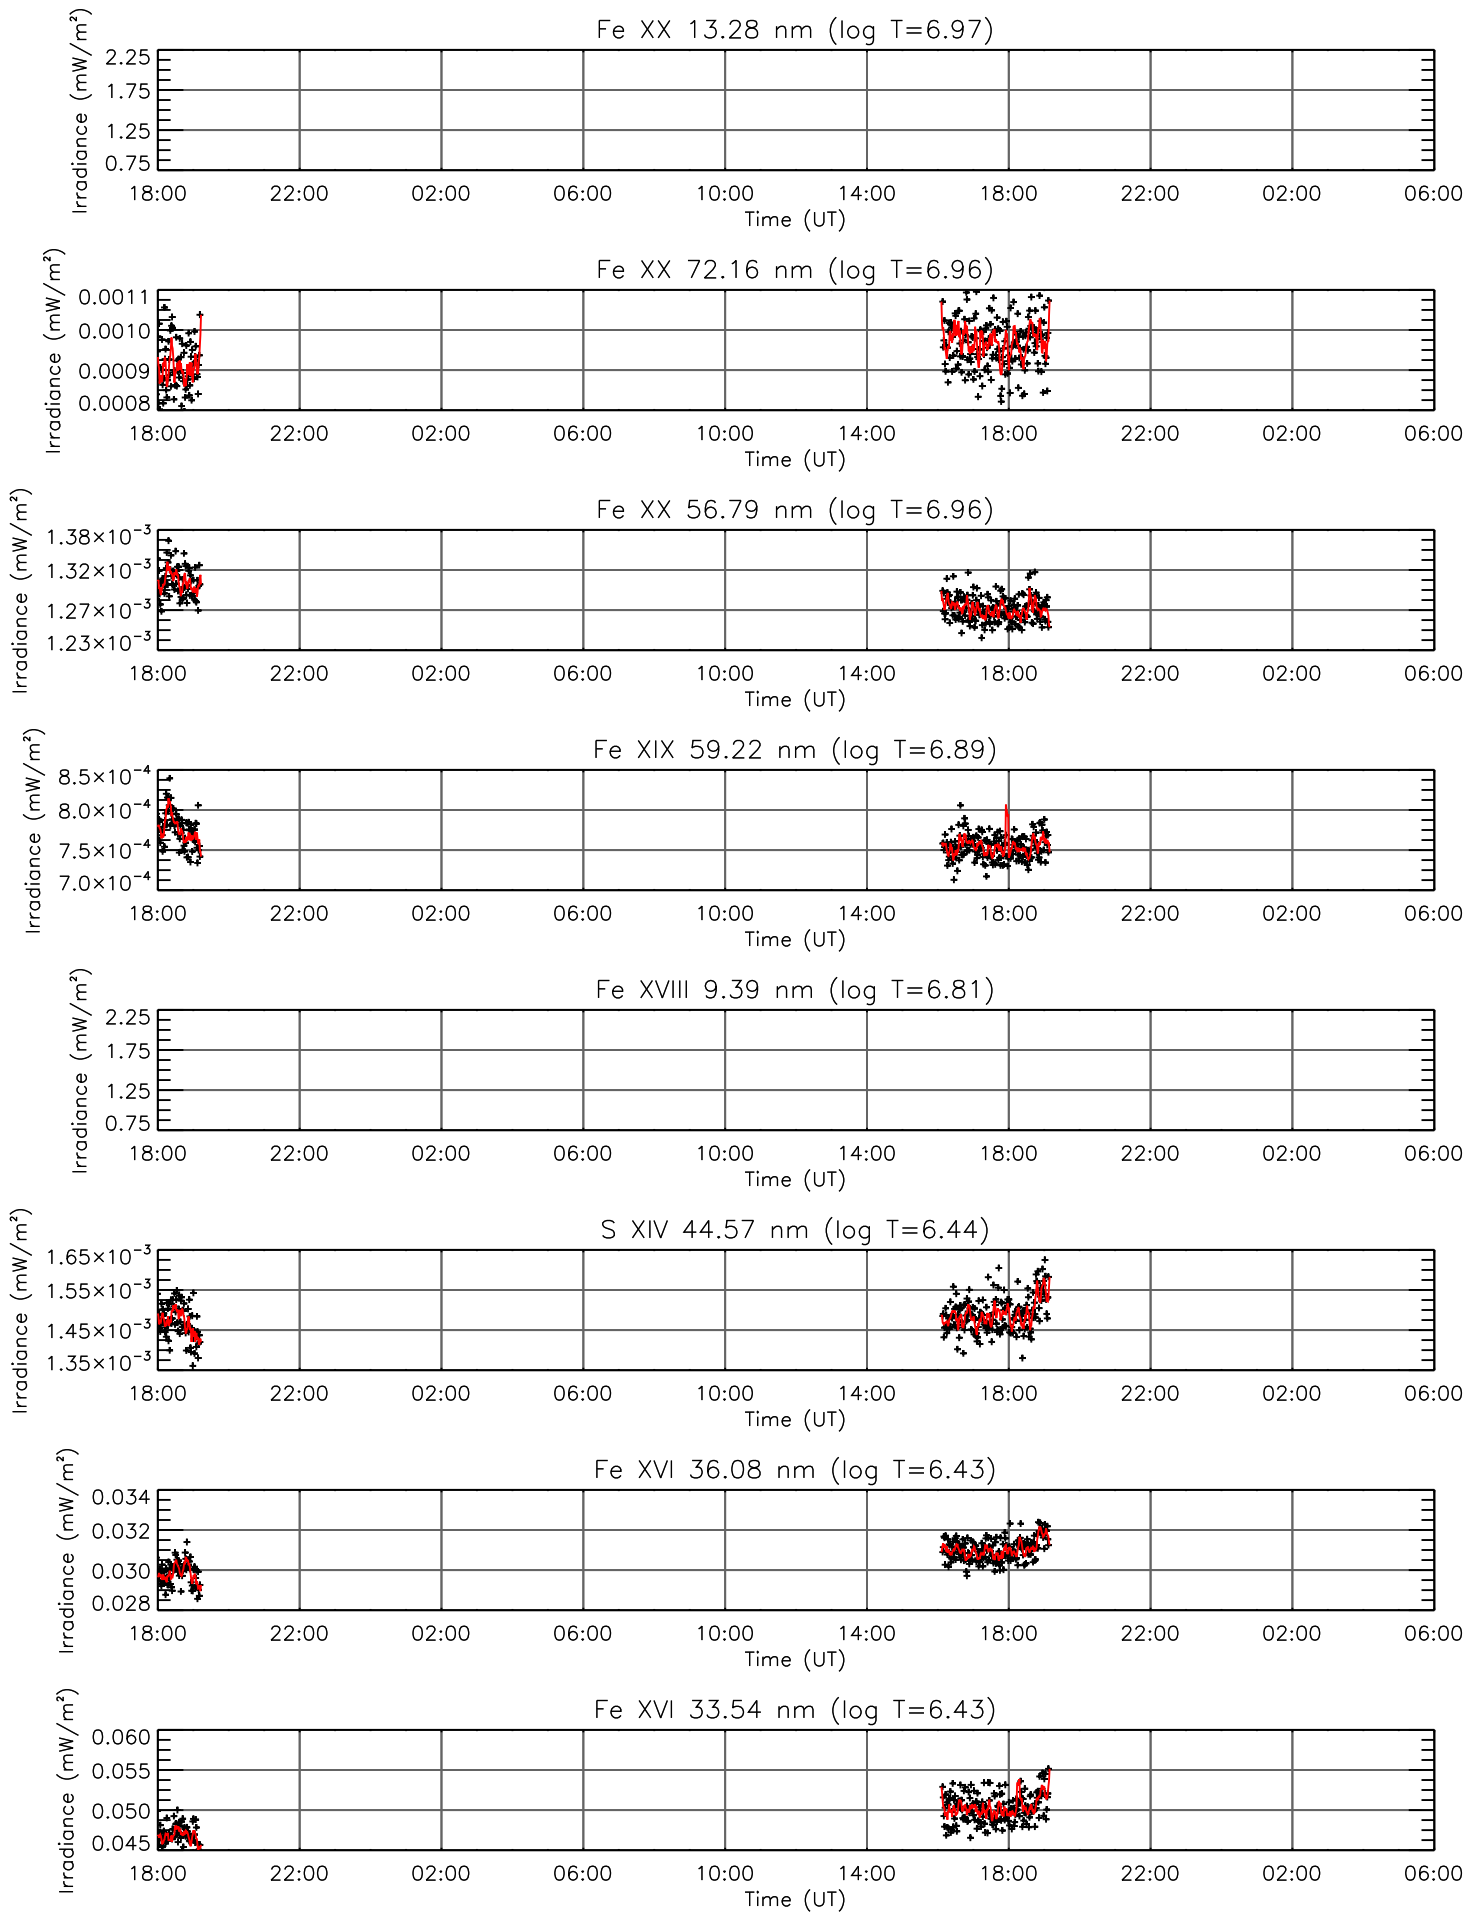 Fe XX 13.28 nm (log T=6.97)
Irradiance (mW/m²)
2.25
1.75
1.25
0.75
18:00 22:00 02:00 06:00 10:00 14:00 18:00 22:00 02:00 06:00
Time (UT)
Fe XX 72.16 nm (log T=6.96)
Irradiance (mW/m²)
0.0011
0.0010
0.0009
0.0008
18:00 22:00 02:00 06:00 10:00 14:00 18:00 22:00 02:00 06:00
Time (UT)
Fe XX 56.79 nm (log T=6.96)
Irradiance (mW/m²)
1.38×10⁻³
1.32×10⁻³
1.27×10⁻³
1.23×10⁻³
18:00 22:00 02:00 06:00 10:00 14:00 18:00 22:00 02:00 06:00
Time (UT)
Fe XIX 59.22 nm (log T=6.89)
Irradiance (mW/m²)
8.5×10⁻⁴
8.0×10⁻⁴
7.5×10⁻⁴
7.0×10⁻⁴
18:00 22:00 02:00 06:00 10:00 14:00 18:00 22:00 02:00 06:00
Time (UT)
Fe XVIII 9.39 nm (log T=6.81)
Irradiance (mW/m²)
2.25
1.75
1.25
0.75
18:00 22:00 02:00 06:00 10:00 14:00 18:00 22:00 02:00 06:00
Time (UT)
S XIV 44.57 nm (log T=6.44)
Irradiance (mW/m²)
1.65×10⁻³
1.55×10⁻³
1.45×10⁻³
1.35×10⁻³
18:00 22:00 02:00 06:00 10:00 14:00 18:00 22:00 02:00 06:00
Time (UT)
Fe XVI 36.08 nm (log T=6.43)
Irradiance (mW/m²)
0.034
0.032
0.030
0.028
18:00 22:00 02:00 06:00 10:00 14:00 18:00 22:00 02:00 06:00
Time (UT)
Fe XVI 33.54 nm (log T=6.43)
Irradiance (mW/m²)
0.060
0.055
0.050
0.045
18:00 22:00 02:00 06:00 10:00 14:00 18:00 22:00 02:00 06:00
Time (UT)